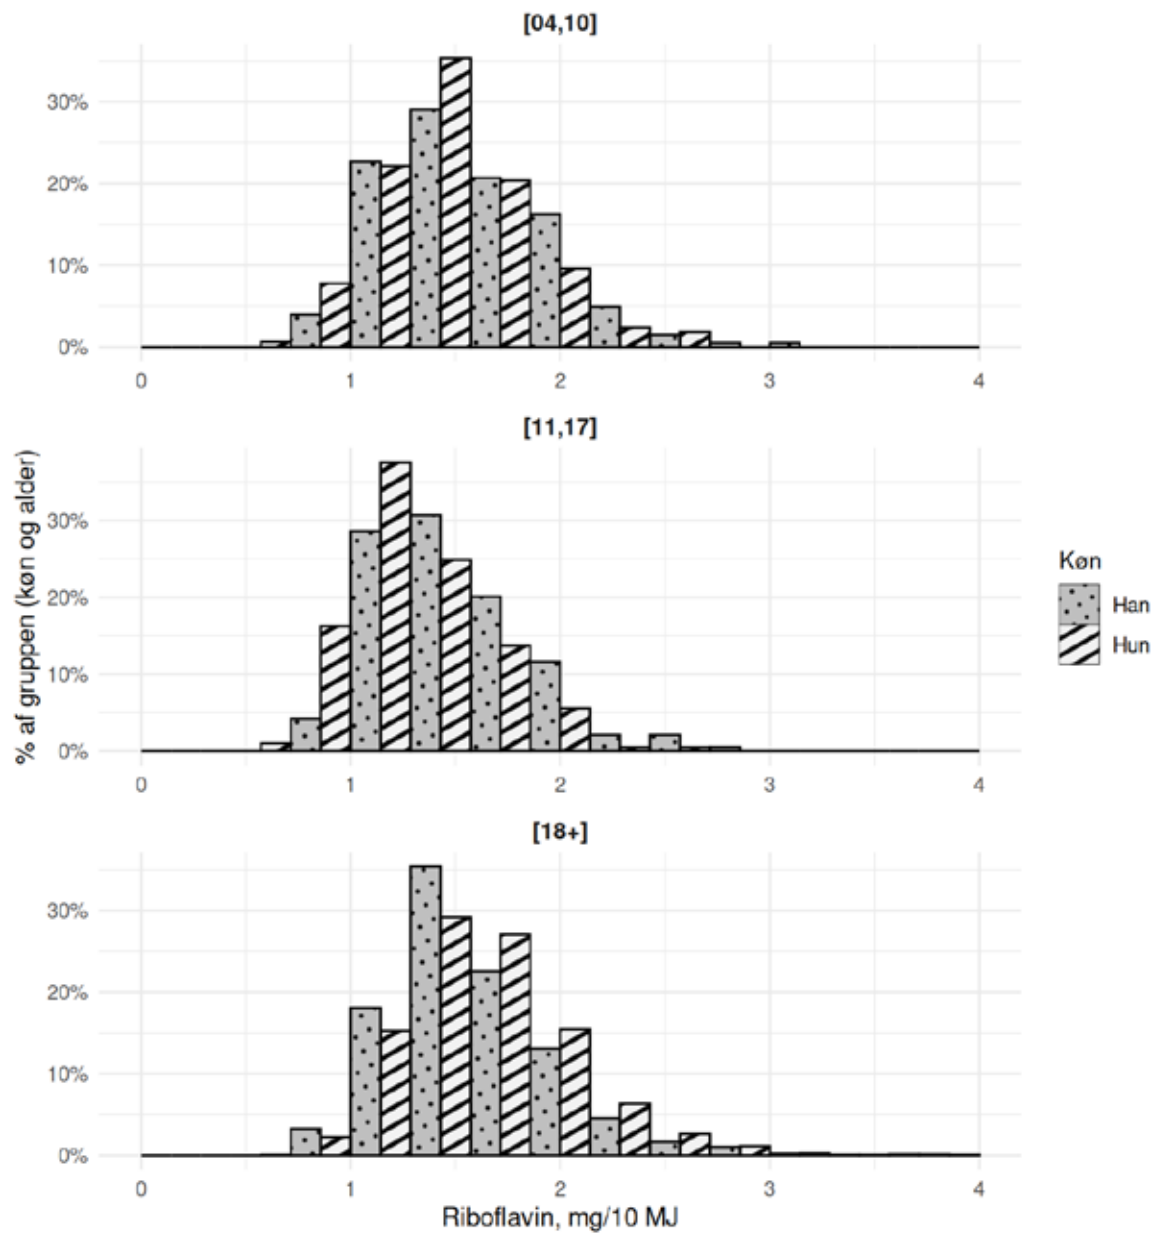 [04,10]
30%
20%
10%
0%
0 1 2 3 4
[11,17]
30%
20%
10%
0%
0 1 2 3 4
[18+]
30%
20%
10%
0%
0 1 2 3 4
Riboflavin, mg/10 MJ
% af gruppen (køn og alder)
Køn
Han
Hun